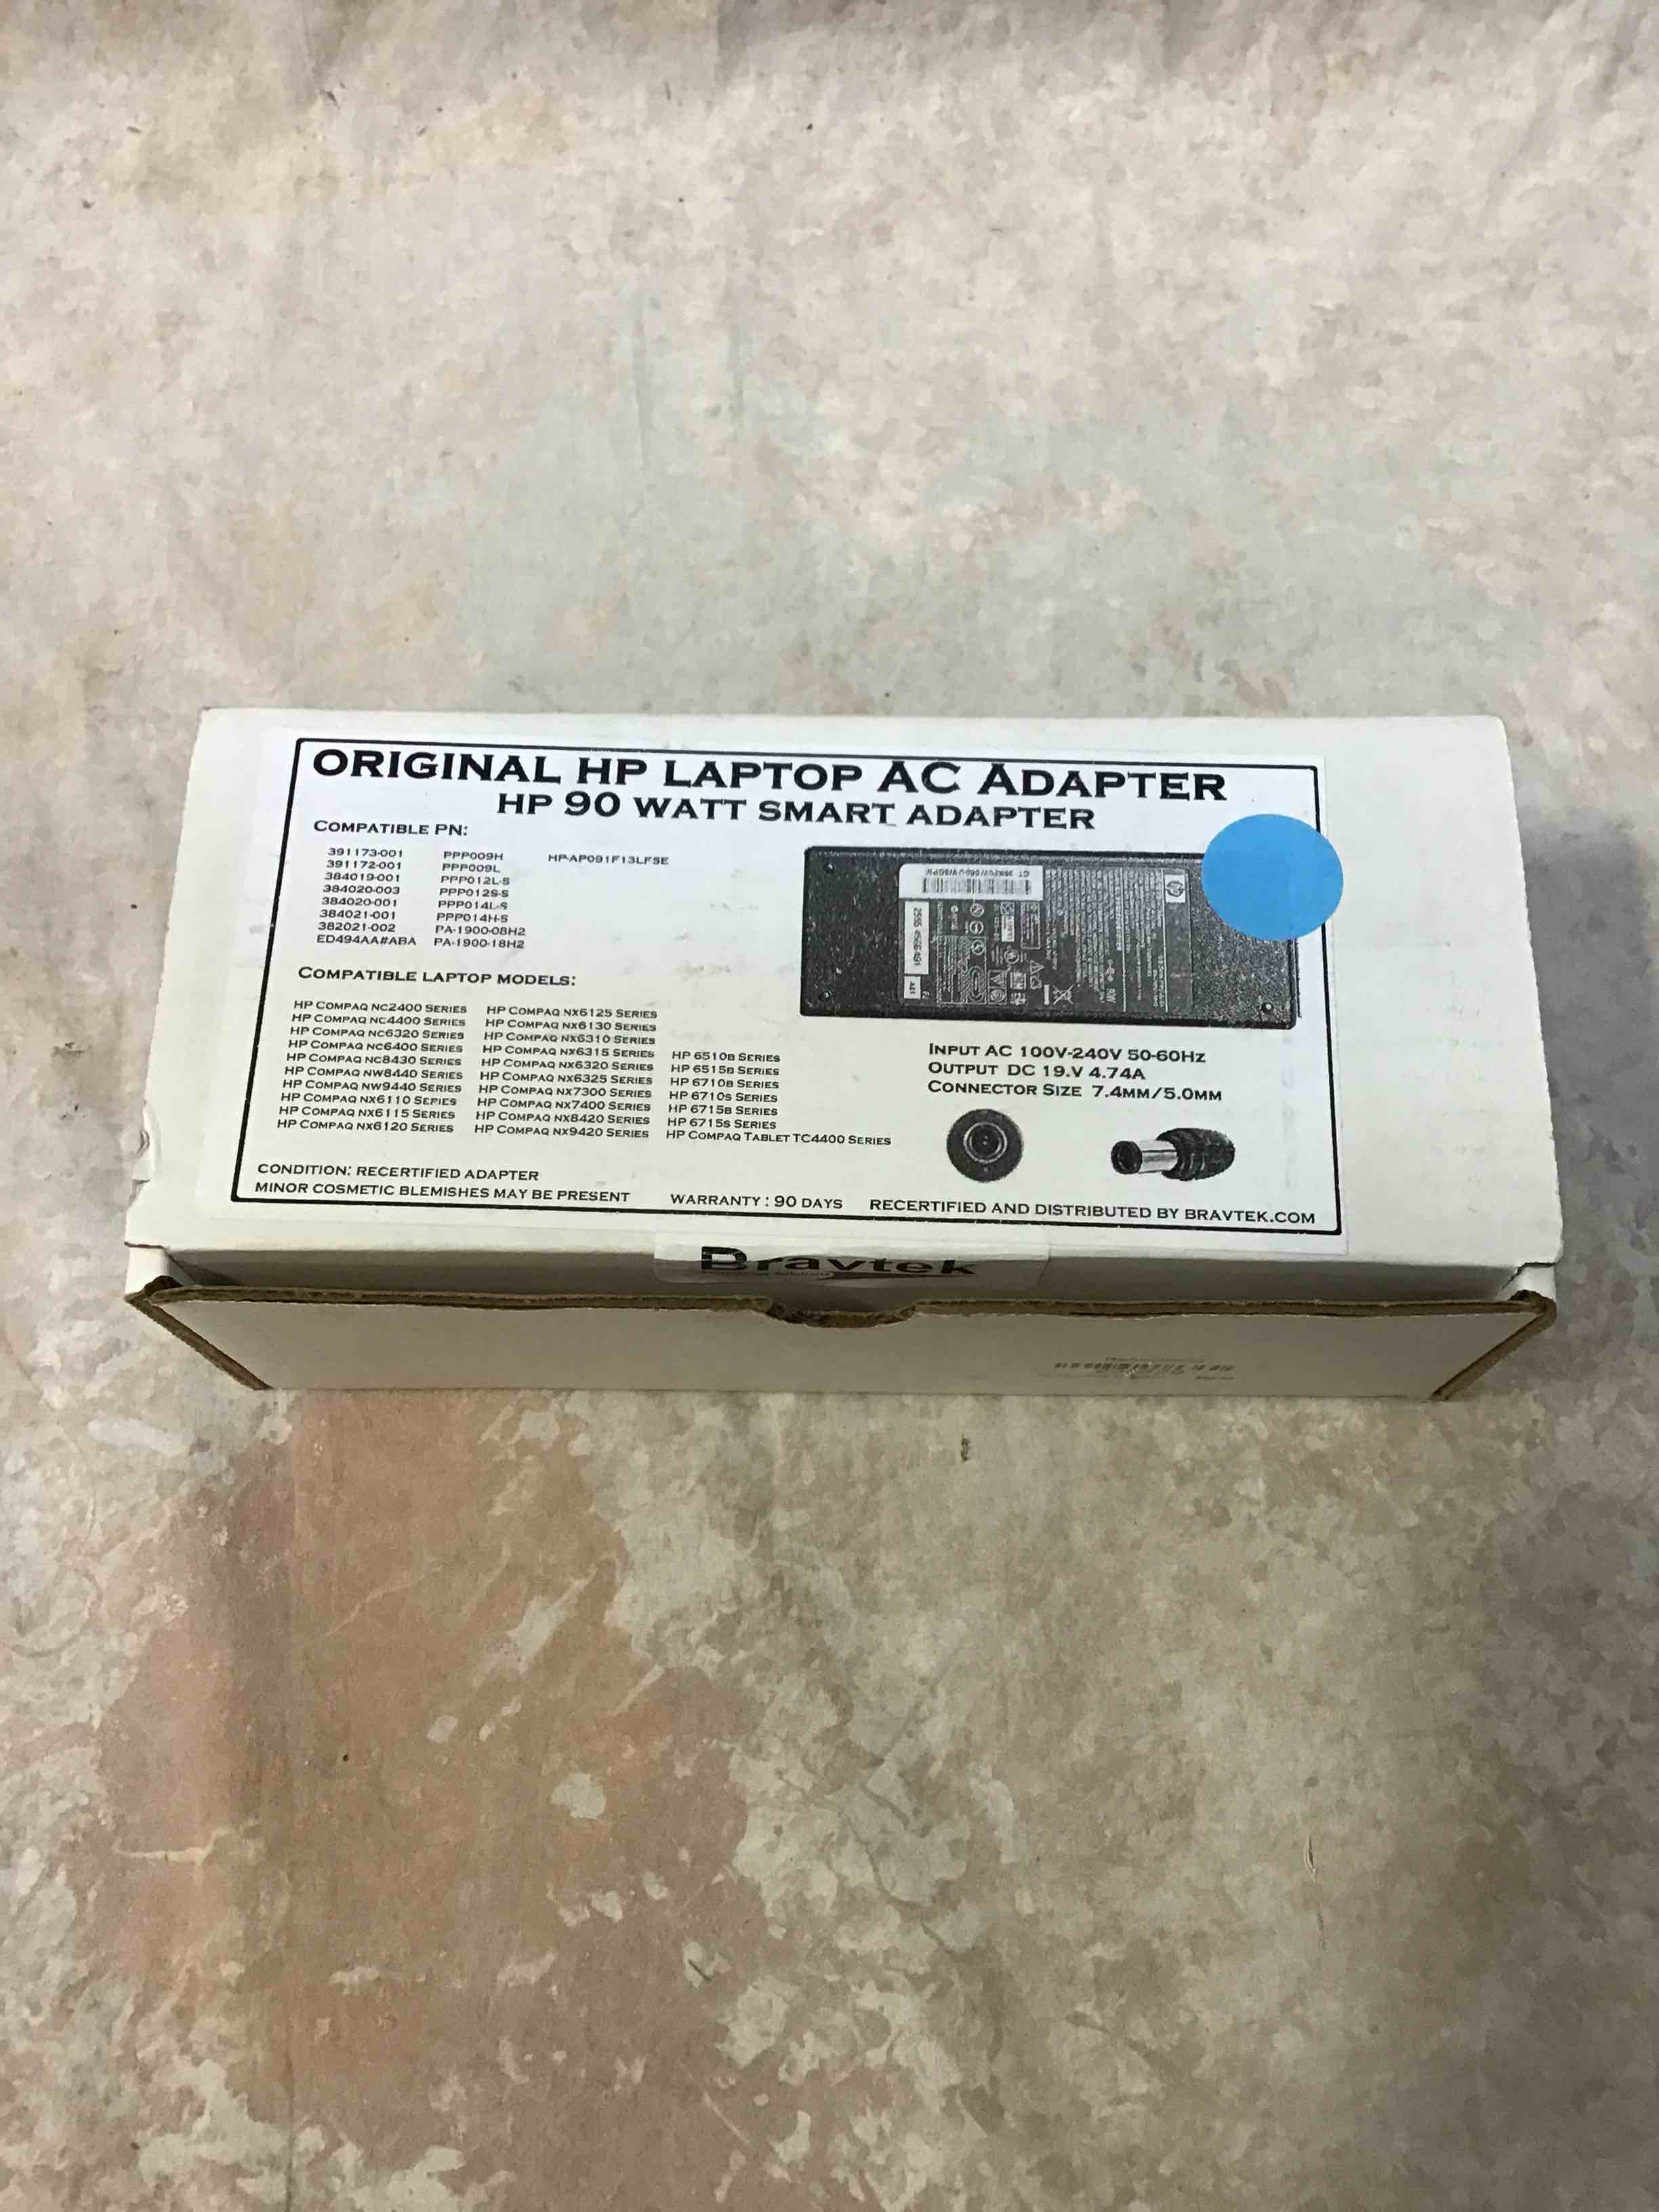 ORIGINAL HP LAPTOP AC ADAPTER
HP 90 WATT SMART ADAPTER
COMPATIBLE PN:
391173-001 PPP009H HP-AP091F13LFSE
391172-001 PPP009L
384019-001 PPP012L-S
384020-003 PPP012S-S
384020-001 PPP014L-S
384021-001 PPP014H-S
382021-002 PA-1900-08H2
ED494AA#ABA PA-1900-18H2
COMPATIBLE LAPTOP MODELS:
HP COMPAQ NC2400 SERIES HP COMPAQ NX6125 SERIES
HP COMPAQ NC4400 SERIES HP COMPAQ NX6130 SERIES
HP COMPAQ NC6320 SERIES HP COMPAQ NX6310 SERIES
HP COMPAQ NC6400 SERIES HP COMPAQ NX6315 SERIES HP 6510B SERIES
HP COMPAQ NC8430 SERIES HP COMPAQ NX6320 SERIES HP 6515B SERIES
HP COMPAQ NW8440 SERIES HP COMPAQ NX6325 SERIES HP 6710B SERIES
HP COMPAQ NW9440 SERIES HP COMPAQ NX7300 SERIES HP 6710S SERIES
HP COMPAQ NX6110 SERIES HP COMPAQ NX7400 SERIES HP 6715B SERIES
HP COMPAQ NX6115 SERIES HP COMPAQ NX8420 SERIES HP 6715S SERIES
HP COMPAQ NX6120 SERIES HP COMPAQ NX9420 SERIES HP COMPAQ TABLET TC4400 SERIES
INPUT AC 100V-240V 50-60HZ
OUTPUT DC 19.V 4.74A
CONNECTOR SIZE 7.4MM/5.0MM
CONDITION: RECERTIFIED ADAPTER
MINOR COSMETIC BLEMISHES MAY BE PRESENT WARRANTY : 90 DAYS RECERTIFIED AND DISTRIBUTED BY BRAVTEK.COM
Bravtek